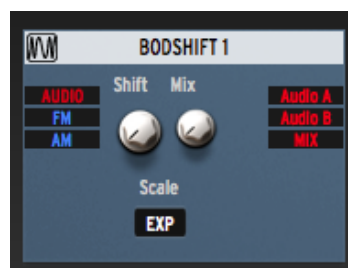 BODSHIFT 1
Shift Mix
AUDIO
FM
AM
Audio A
Audio B
MIX
Scale
EXP